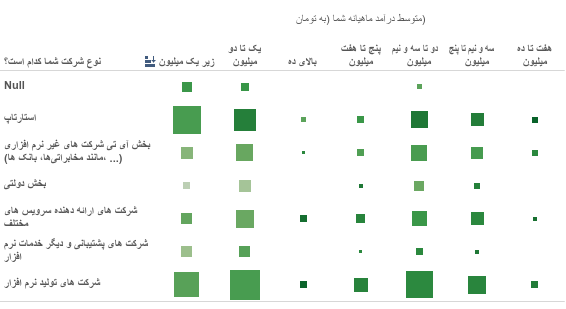 (متوسط درآمد ماهیانه شما (به تومان
نوع شرکت شما کدام است؟
زیر یک میلیون
یک تا دو
میلیون
بالای ده
پنج تا هفت
میلیون
دو تا سه و نیم
میلیون
سه و نیم تا پنج
میلیون
هفت تا ده
میلیون
Null
استارتاپ
بخش آی تی شرکت های غیر نرم افزاری
(... ،مانند مخابراتی‌ها، بانک ها)
بخش دولتی
شرکت های ارائه دهنده سرویس های
مختلف
شرکت های پشتیبانی و دیگر خدمات نرم
افزار
شرکت های تولید نرم افزار